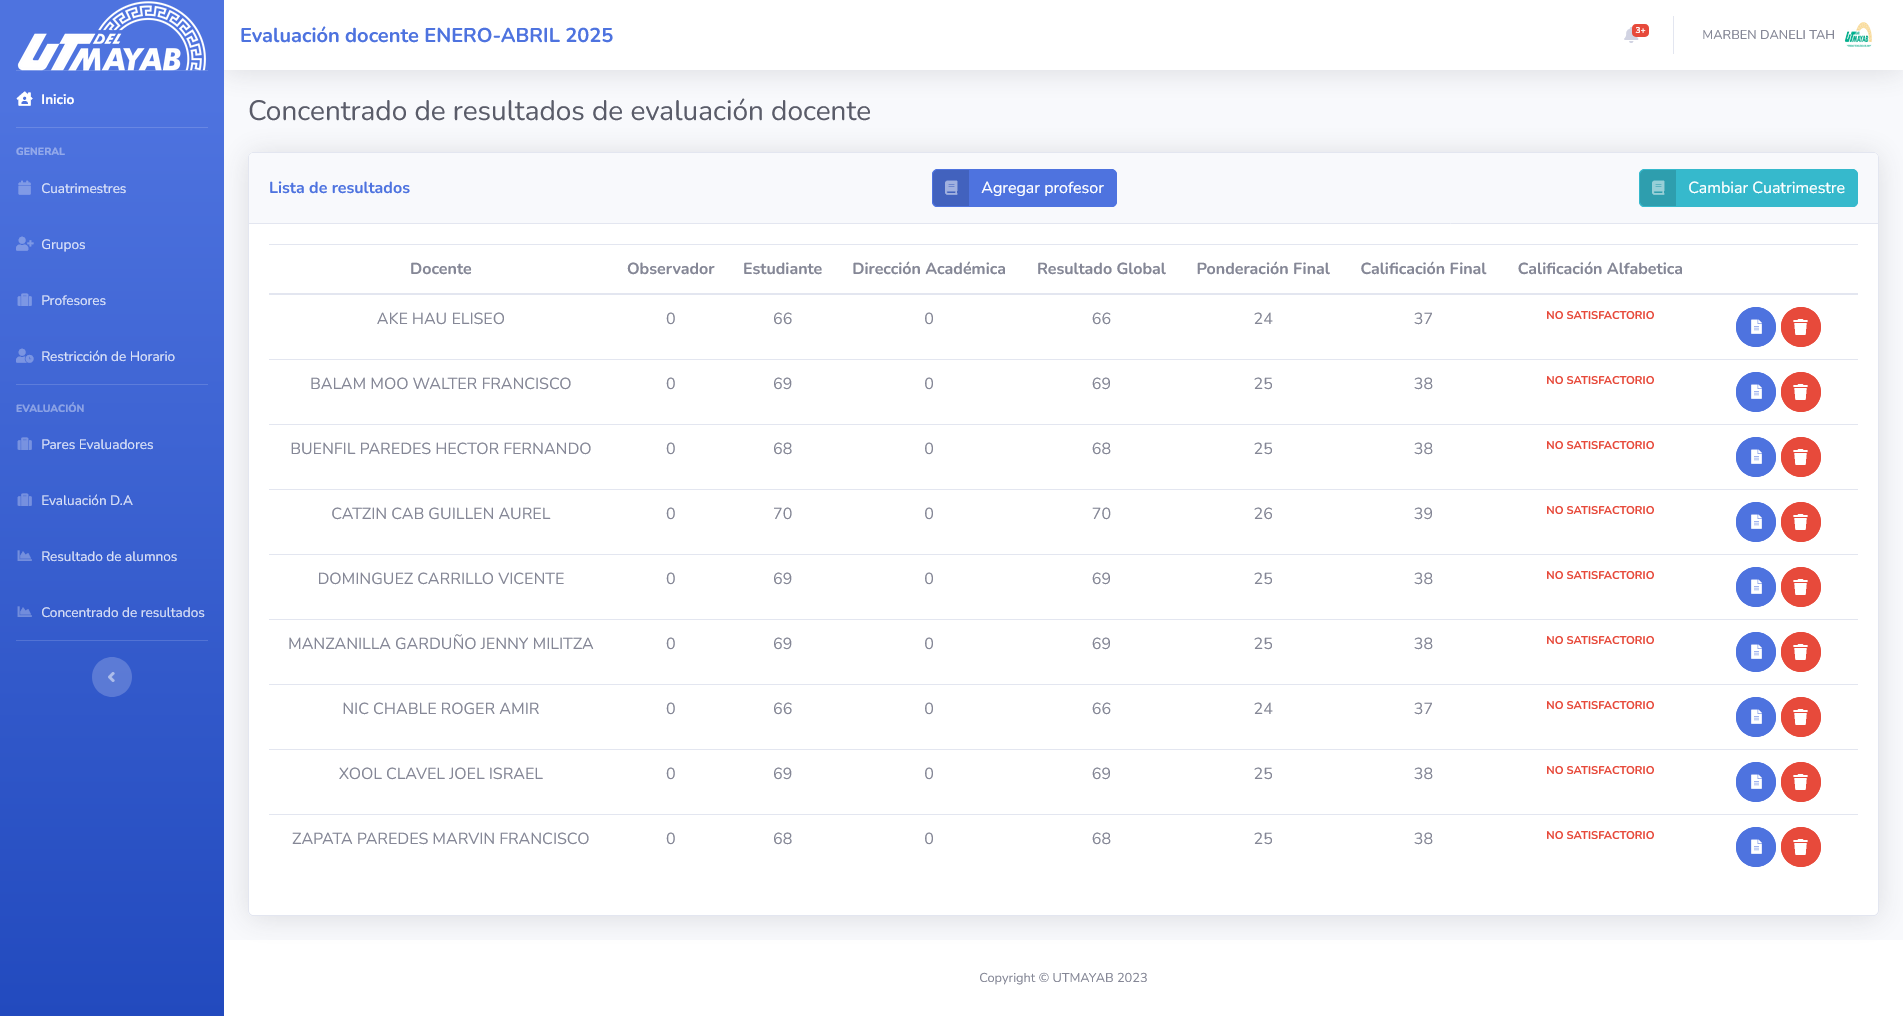 UT DEL MAYAB
Inicio
GENERAL
Cuatrimestres
Grupos
Profesores
Restricción de Horario
EVALUACIÓN
Pares Evaluadores
Evaluación D.A
Resultado de alumnos
Concentrado de resultados
Evaluación docente ENERO-ABRIL 2025
3+
MARBEN DANELI TAH
Concentrado de resultados de evaluación docente
Lista de resultados
Agregar profesor
Cambiar Cuatrimestre
Docente Observador Estudiante Dirección Académica Resultado Global Ponderación Final Calificación Final Calificación Alfabetica
AKE HAU ELISEO 0 66 0 66 24 37 NO SATISFACTORIO
BALAM MOO WALTER FRANCISCO 0 69 0 69 25 38 NO SATISFACTORIO
BUENFIL PAREDES HECTOR FERNANDO 0 68 0 68 25 38 NO SATISFACTORIO
CATZIN CAB GUILLEN AUREL 0 70 0 70 26 39 NO SATISFACTORIO
DOMINGUEZ CARRILLO VICENTE 0 69 0 69 25 38 NO SATISFACTORIO
MANZANILLA GARDUÑO JENNY MILITZA 0 69 0 69 25 38 NO SATISFACTORIO
NIC CHABLE ROGER AMIR 0 66 0 66 24 37 NO SATISFACTORIO
XOOL CLAVEL JOEL ISRAEL 0 69 0 69 25 38 NO SATISFACTORIO
ZAPATA PAREDES MARVIN FRANCISCO 0 68 0 68 25 38 NO SATISFACTORIO
Copyright © UTMAYAB 2023